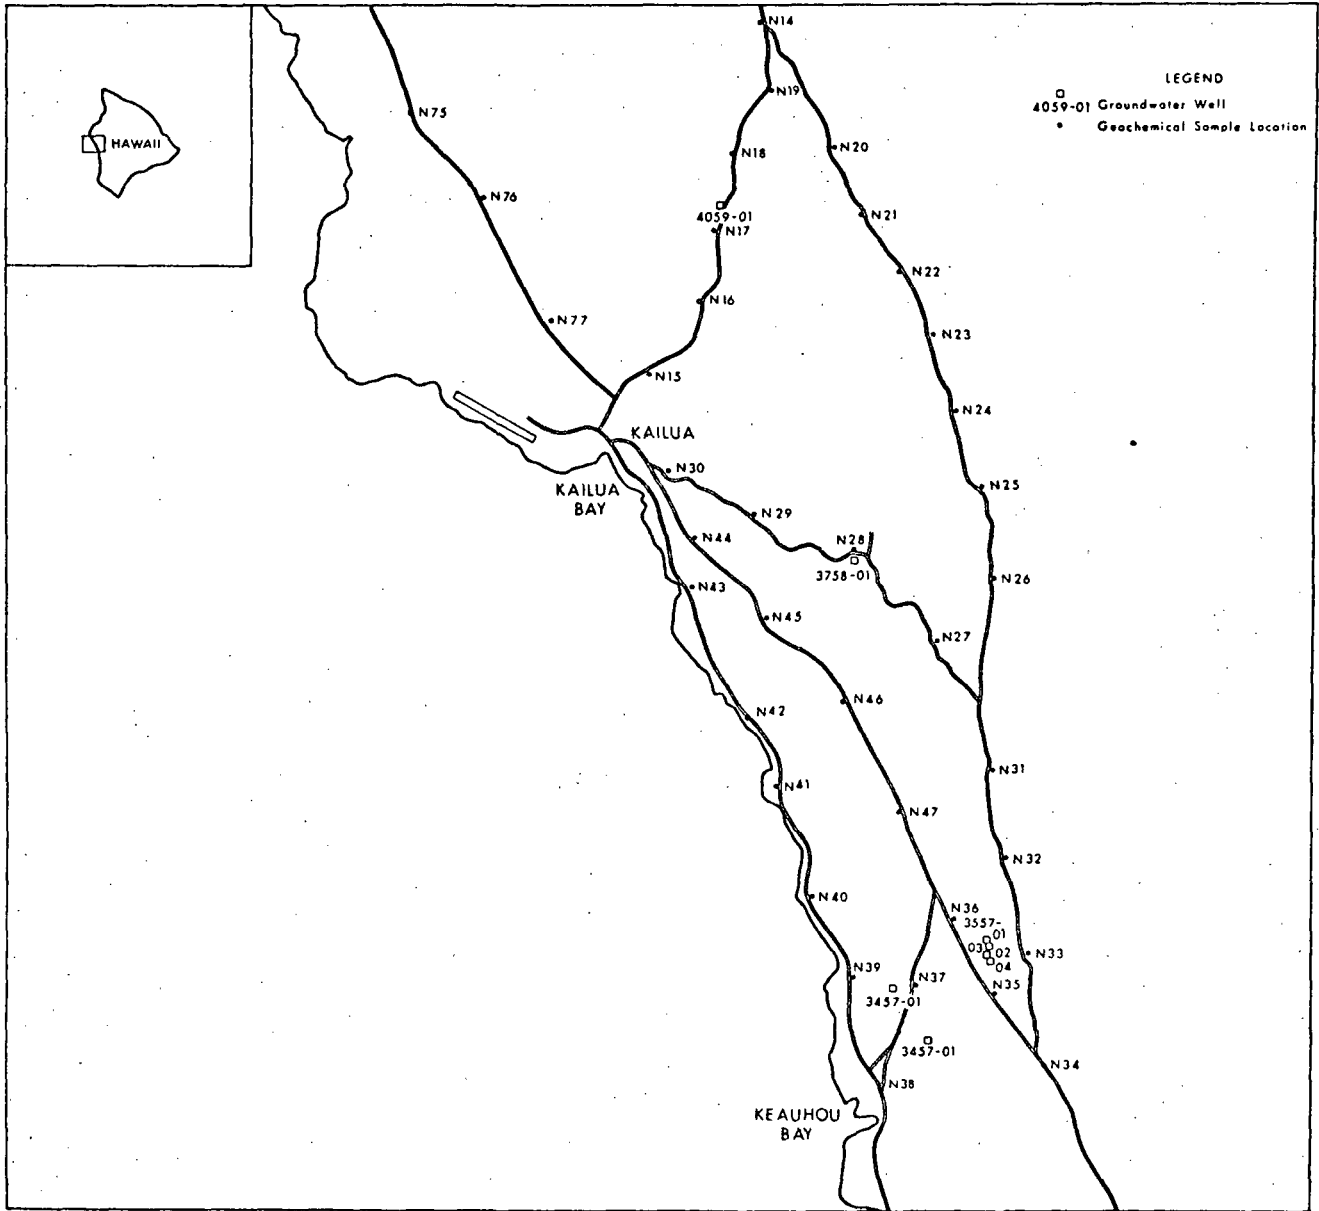 N14
LEGEND
N19
4059-01 Groundwater Well
N75
Geochemical Sample Location
HAWAII
N20
N18
N76
4059-01
N21
N17
N22
N16
N77
N23
N15
N24
KAILUA
N30
N25
KAILUA
BAY
N29
N44
N28
3758-01
N26
N43
N45
N27
N46
N42
N31
N41
N47
N32
N40
N36
3557-
01
03
02
N33
04
N39
N37
N35
3457-01
3457-01
N34
N38
KEAUHOU
BAY